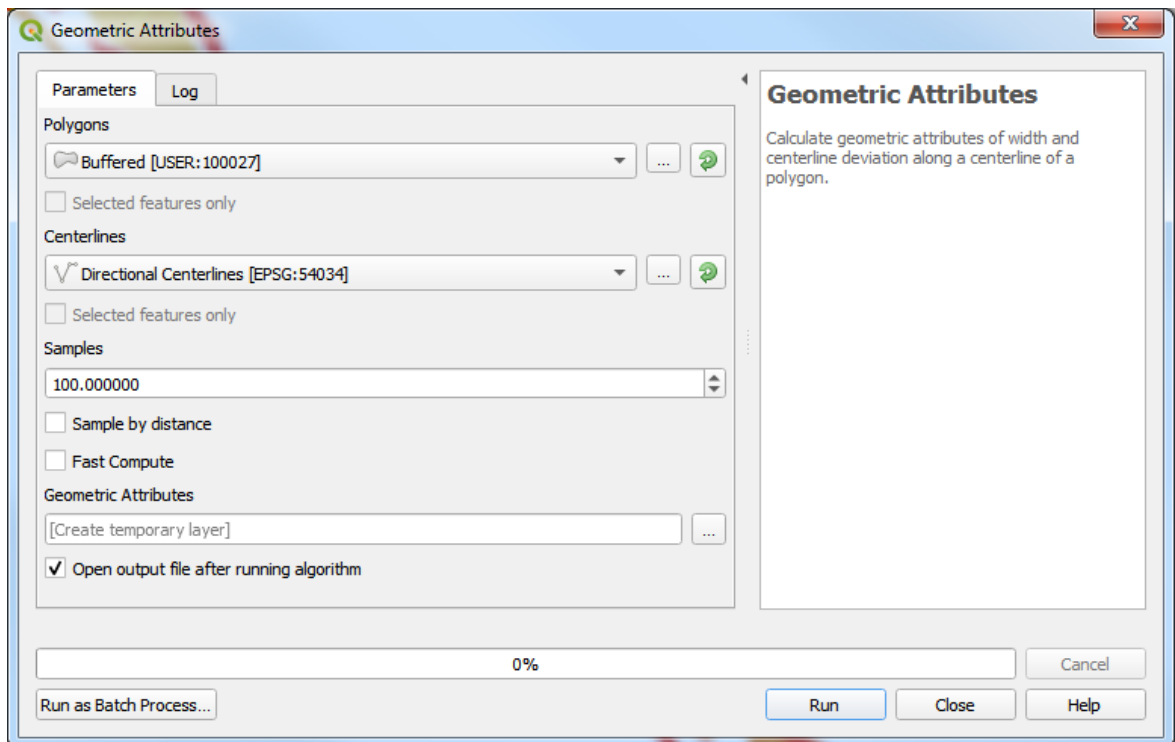 Geometric Attributes
Parameters
Log
Polygons
Buffered [USER:100027]
...
Selected features only
Centerlines
Directional Centerlines [EPSG:54034]
...
Selected features only
Samples
100.000000
Sample by distance
Fast Compute
Geometric Attributes
[Create temporary layer]
...
Open output file after running algorithm
Geometric Attributes
Calculate geometric attributes of width and
centerline deviation along a centerline of a
polygon.
0%
Cancel
Run as Batch Process...
Run
Close
Help